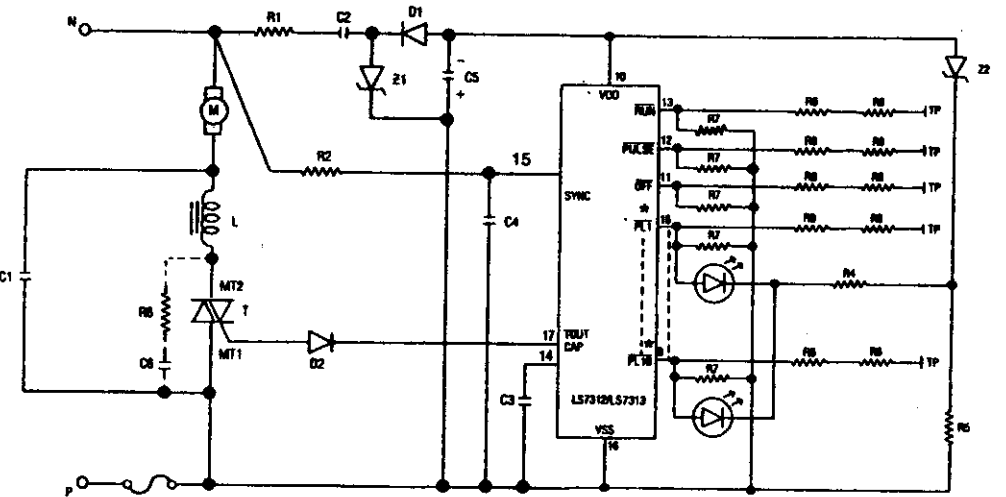 N
R1
C2
D1
Z1
-
C5
+
Z2
M
R2
15
SYNC
10
VDD
RUN 13
R7
PULSE 12
R7
OFF 11
R7
*
PL1
R7
TP
TP
TP
TP
L
C1
C4
MT2
T
MT1
D2
17
TOUT
CAP
14
C3
R4
*
R7
TP
LS7312/LS7313
VSS
16
R5
P